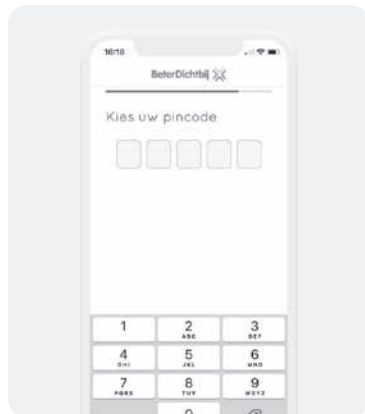 16:18
BeterDichtbij
Kies uw pincode
1 2 3
ABC DEF
4 5 6
GHI JKL MNO
7 8 9
PQRS TUV WXYZ
0